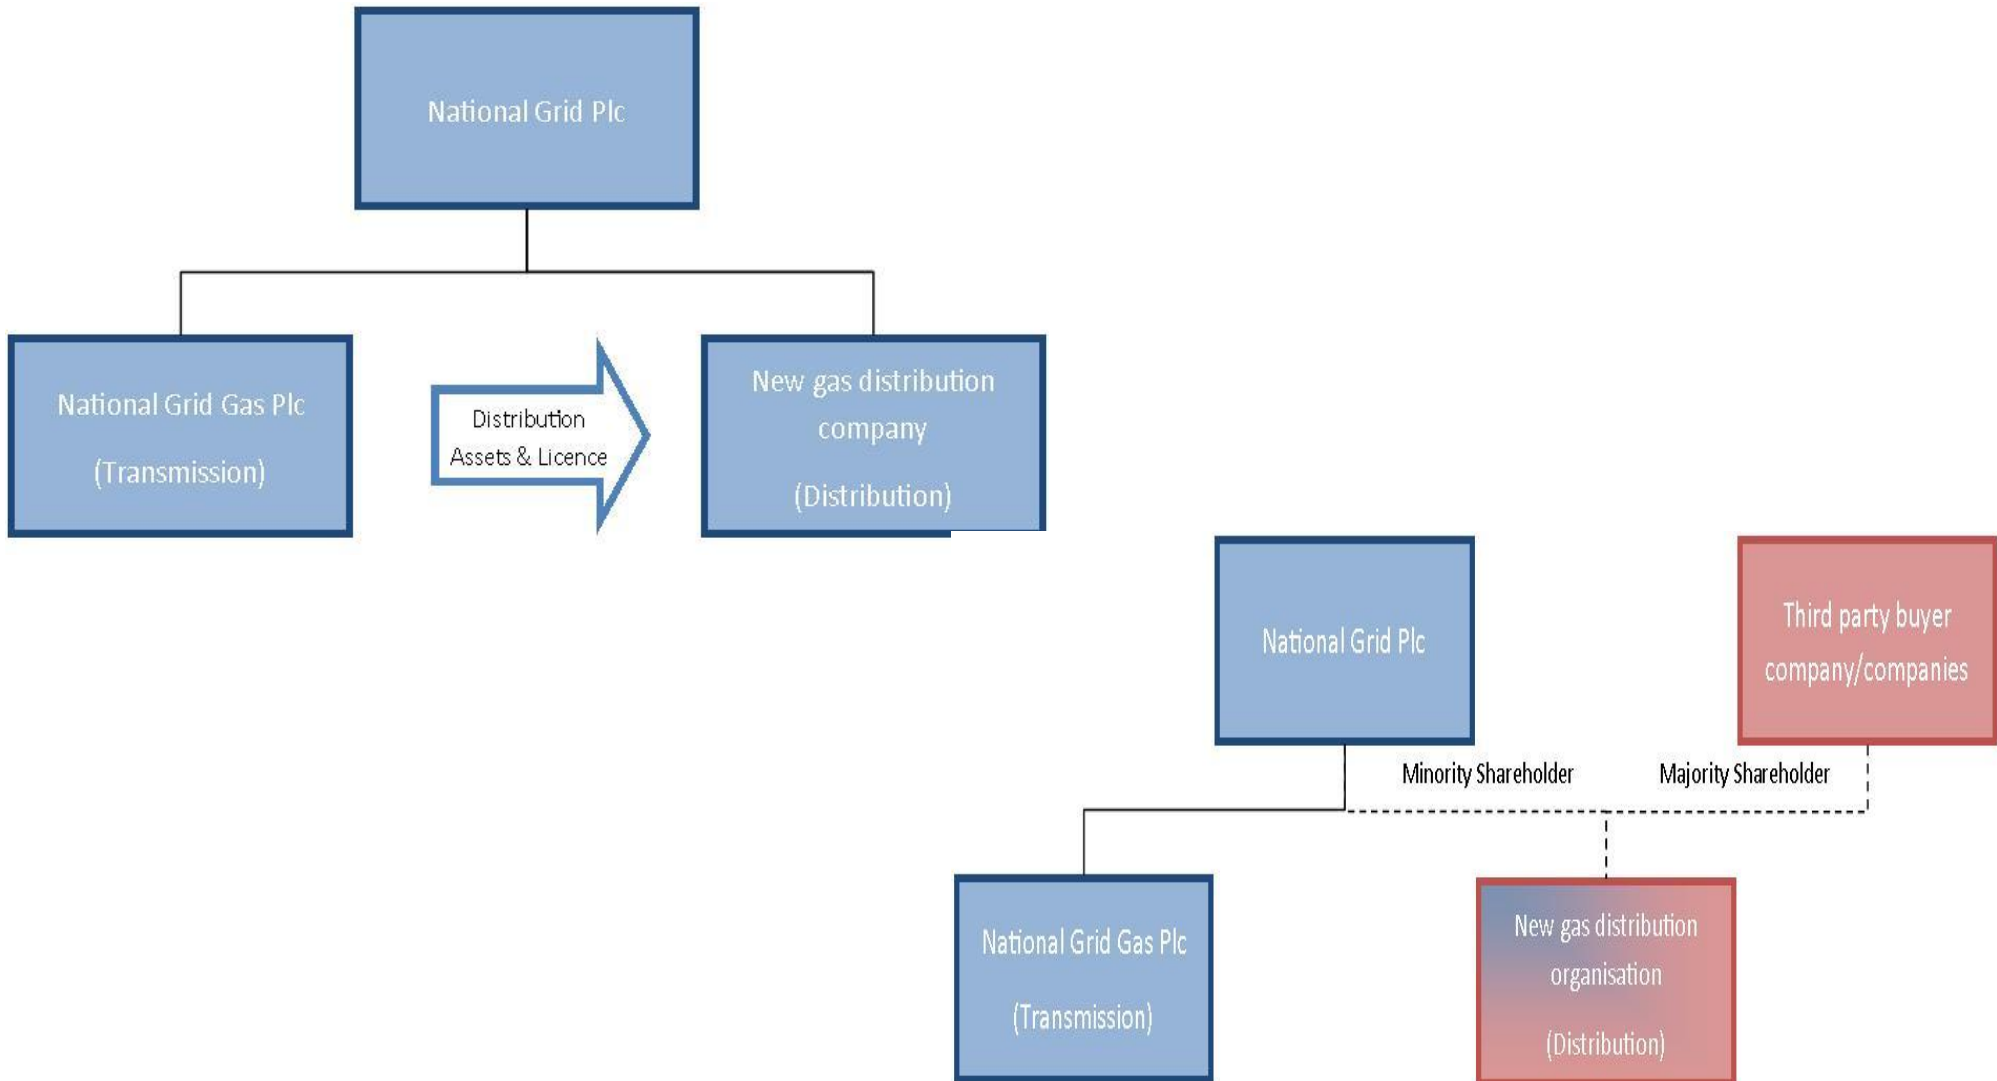 National Grid Plc
National Grid Gas Plc
(Transmission)
Distribution
Assets & Licence
New gas distribution
company
(Distribution)
National Grid Plc
Third party buyer
company/companies
Minority Shareholder
Majority Shareholder
National Grid Gas Plc
(Transmission)
New gas distribution
organisation
(Distribution)